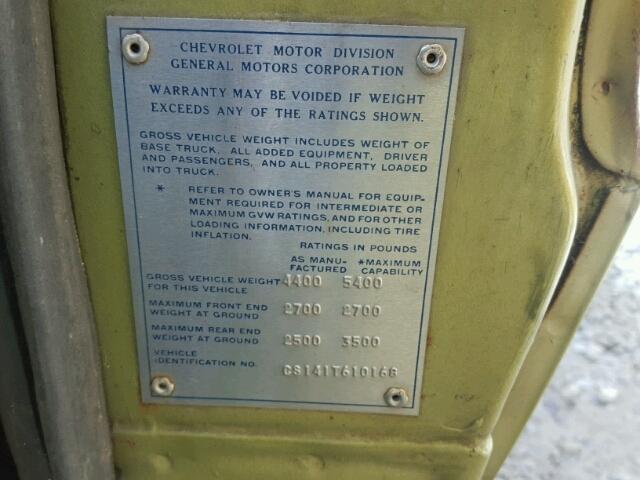 CHEVROLET MOTOR DIVISION
GENERAL MOTORS CORPORATION
WARRANTY MAY BE VOIDED IF WEIGHT
EXCEEDS ANY OF THE RATINGS SHOWN.
GROSS VEHICLE WEIGHT INCLUDES WEIGHT OF
BASE TRUCK, ALL ADDED EQUIPMENT, DRIVER
AND PASSENGERS, AND ALL PROPERTY LOADED
INTO TRUCK.
* REFER TO OWNER'S MANUAL FOR EQUIP-
MENT REQUIRED FOR INTERMEDIATE OR
MAXIMUM GVW RATINGS, AND FOR OTHER
LOADING INFORMATION, INCLUDING TIRE
INFLATION.
RATINGS IN POUNDS
AS MANU- *MAXIMUM
FACTURED CAPABILITY
GROSS VEHICLE WEIGHT 4400 5400
FOR THIS VEHICLE
MAXIMUM FRONT END
WEIGHT AT GROUND 2700 2700
MAXIMUM REAR END
WEIGHT AT GROUND 2500 3500
VEHICLE
IDENTIFICATION NO. CS141T610168